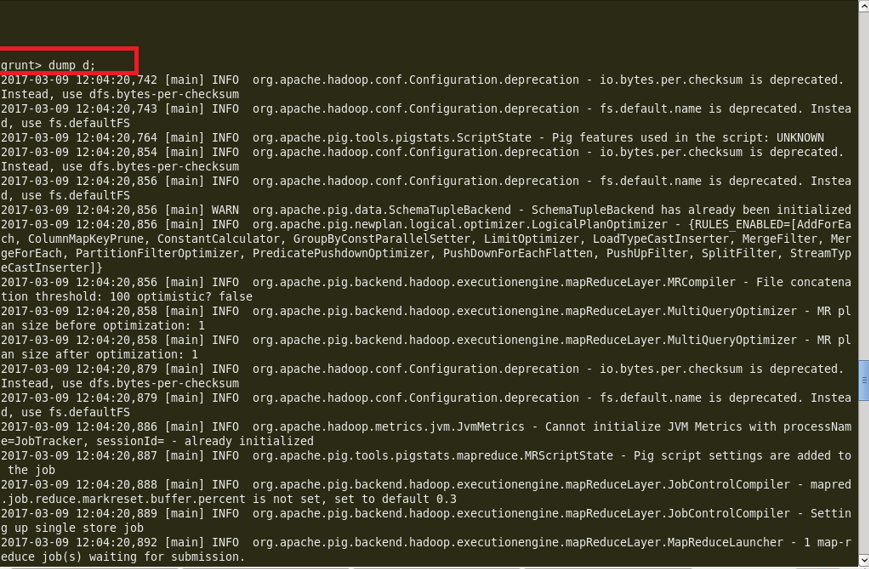 grunt> dump d;
2017-03-09 12:04:20,742 [main] INFO  org.apache.hadoop.conf.Configuration.deprecation - io.bytes.per.checksum is deprecated.
Instead, use dfs.bytes-per-checksum
2017-03-09 12:04:20,743 [main] INFO  org.apache.hadoop.conf.Configuration.deprecation - fs.default.name is deprecated. Instea
d, use fs.defaultFS
2017-03-09 12:04:20,764 [main] INFO  org.apache.pig.tools.pigstats.ScriptState - Pig features used in the script: UNKNOWN
2017-03-09 12:04:20,854 [main] INFO  org.apache.hadoop.conf.Configuration.deprecation - io.bytes.per.checksum is deprecated.
Instead, use dfs.bytes-per-checksum
2017-03-09 12:04:20,856 [main] INFO  org.apache.hadoop.conf.Configuration.deprecation - fs.default.name is deprecated. Instea
d, use fs.defaultFS
2017-03-09 12:04:20,856 [main] WARN  org.apache.pig.data.SchemaTupleBackend - SchemaTupleBackend has already been initialized
2017-03-09 12:04:20,856 [main] INFO  org.apache.pig.newplan.logical.optimizer.LogicalPlanOptimizer - {RULES_ENABLED=[AddForEa
ch, ColumnMapKeyPrune, ConstantCalculator, GroupByConstParallelSetter, LimitOptimizer, LoadTypeCastInserter, MergeFilter, Mer
geForEach, PartitionFilterOptimizer, PredicatePushdownOptimizer, PushDownForEachFlatten, PushUpFilter, SplitFilter, StreamTyp
eCastInserter]}
2017-03-09 12:04:20,856 [main] INFO  org.apache.pig.backend.hadoop.executionengine.mapReduceLayer.MRCompiler - File concatena
tion threshold: 100 optimistic? false
2017-03-09 12:04:20,858 [main] INFO  org.apache.pig.backend.hadoop.executionengine.mapReduceLayer.MultiQueryOptimizer - MR pl
an size before optimization: 1
2017-03-09 12:04:20,858 [main] INFO  org.apache.pig.backend.hadoop.executionengine.mapReduceLayer.MultiQueryOptimizer - MR pl
an size after optimization: 1
2017-03-09 12:04:20,879 [main] INFO  org.apache.hadoop.conf.Configuration.deprecation - io.bytes.per.checksum is deprecated.
Instead, use dfs.bytes-per-checksum
2017-03-09 12:04:20,879 [main] INFO  org.apache.hadoop.conf.Configuration.deprecation - fs.default.name is deprecated. Instea
d, use fs.defaultFS
2017-03-09 12:04:20,886 [main] INFO  org.apache.hadoop.metrics.jvm.JvmMetrics - Cannot initialize JVM Metrics with processNam
e=JobTracker, sessionId= - already initialized
2017-03-09 12:04:20,887 [main] INFO  org.apache.pig.tools.pigstats.mapreduce.MRScriptState - Pig script settings are added to
 the job
2017-03-09 12:04:20,888 [main] INFO  org.apache.pig.backend.hadoop.executionengine.mapReduceLayer.JobControlCompiler - mapred
.job.reduce.markreset.buffer.percent is not set, set to default 0.3
2017-03-09 12:04:20,889 [main] INFO  org.apache.pig.backend.hadoop.executionengine.mapReduceLayer.JobControlCompiler - Settin
g up single store job
2017-03-09 12:04:20,892 [main] INFO  org.apache.pig.backend.hadoop.executionengine.mapReduceLayer.MapReduceLauncher - 1 map-r
educe job(s) waiting for submission.